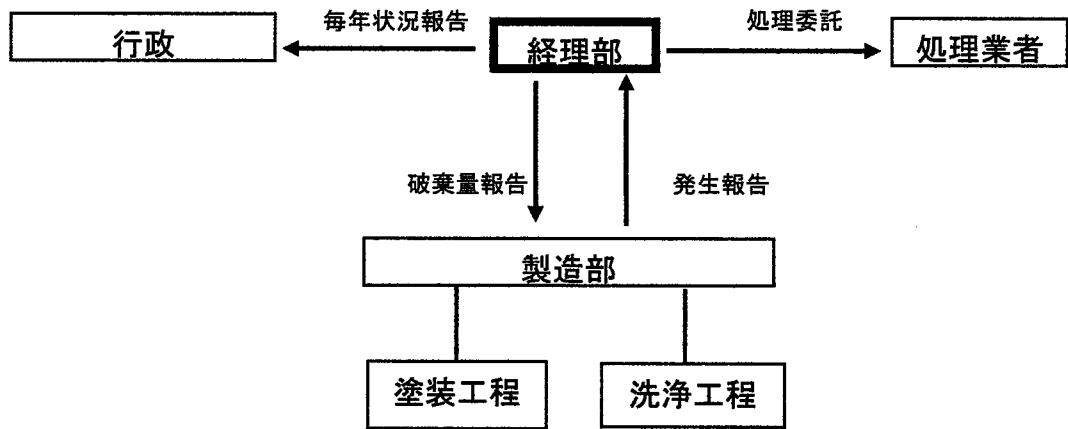 毎年状況報告
処理委託
行政
経理部
処理業者
破棄量報告
発生報告
製造部
塗装工程
洗浄工程